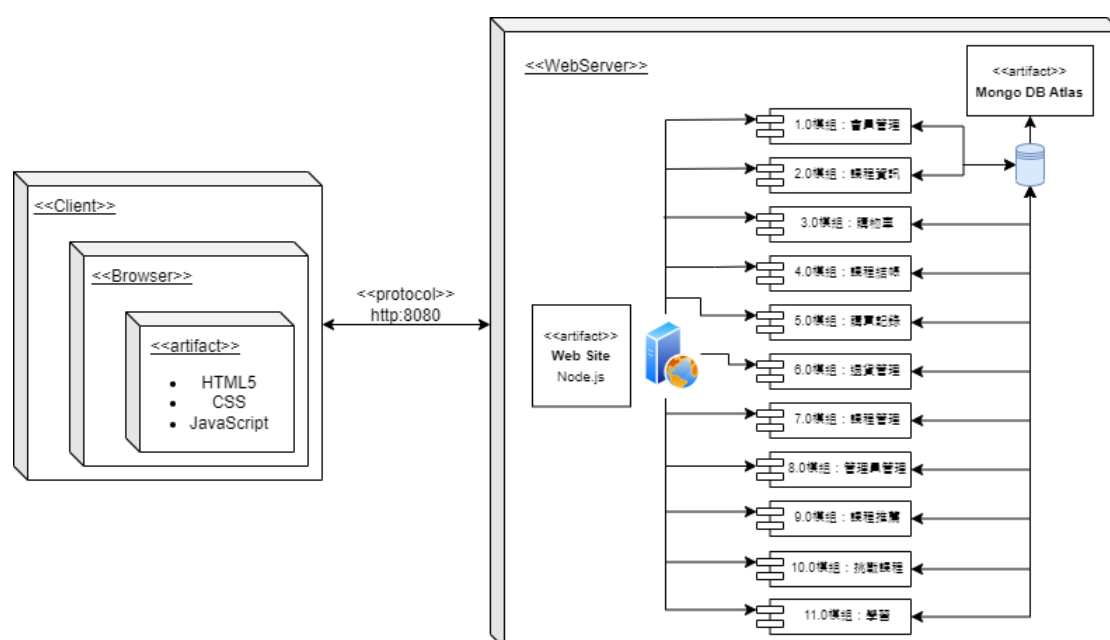 <<Client>>
<<Browser>>
<<artifact>>
• HTML5
• CSS
• JavaScript
<<protocol>>
http:8080
<<WebServer>>
<<artifact>>
Web Site
Node.js
<<artifact>>
Mongo DB Atlas
1.0模組：會員管理
2.0模組：課程資訊
3.0模組：購物車
4.0模組：課程結帳
5.0模組：購買記錄
6.0模組：退貨管理
7.0模組：課程管理
8.0模組：管理員管理
9.0模組：課程推薦
10.0模組：挑戰課程
11.0模組：學習